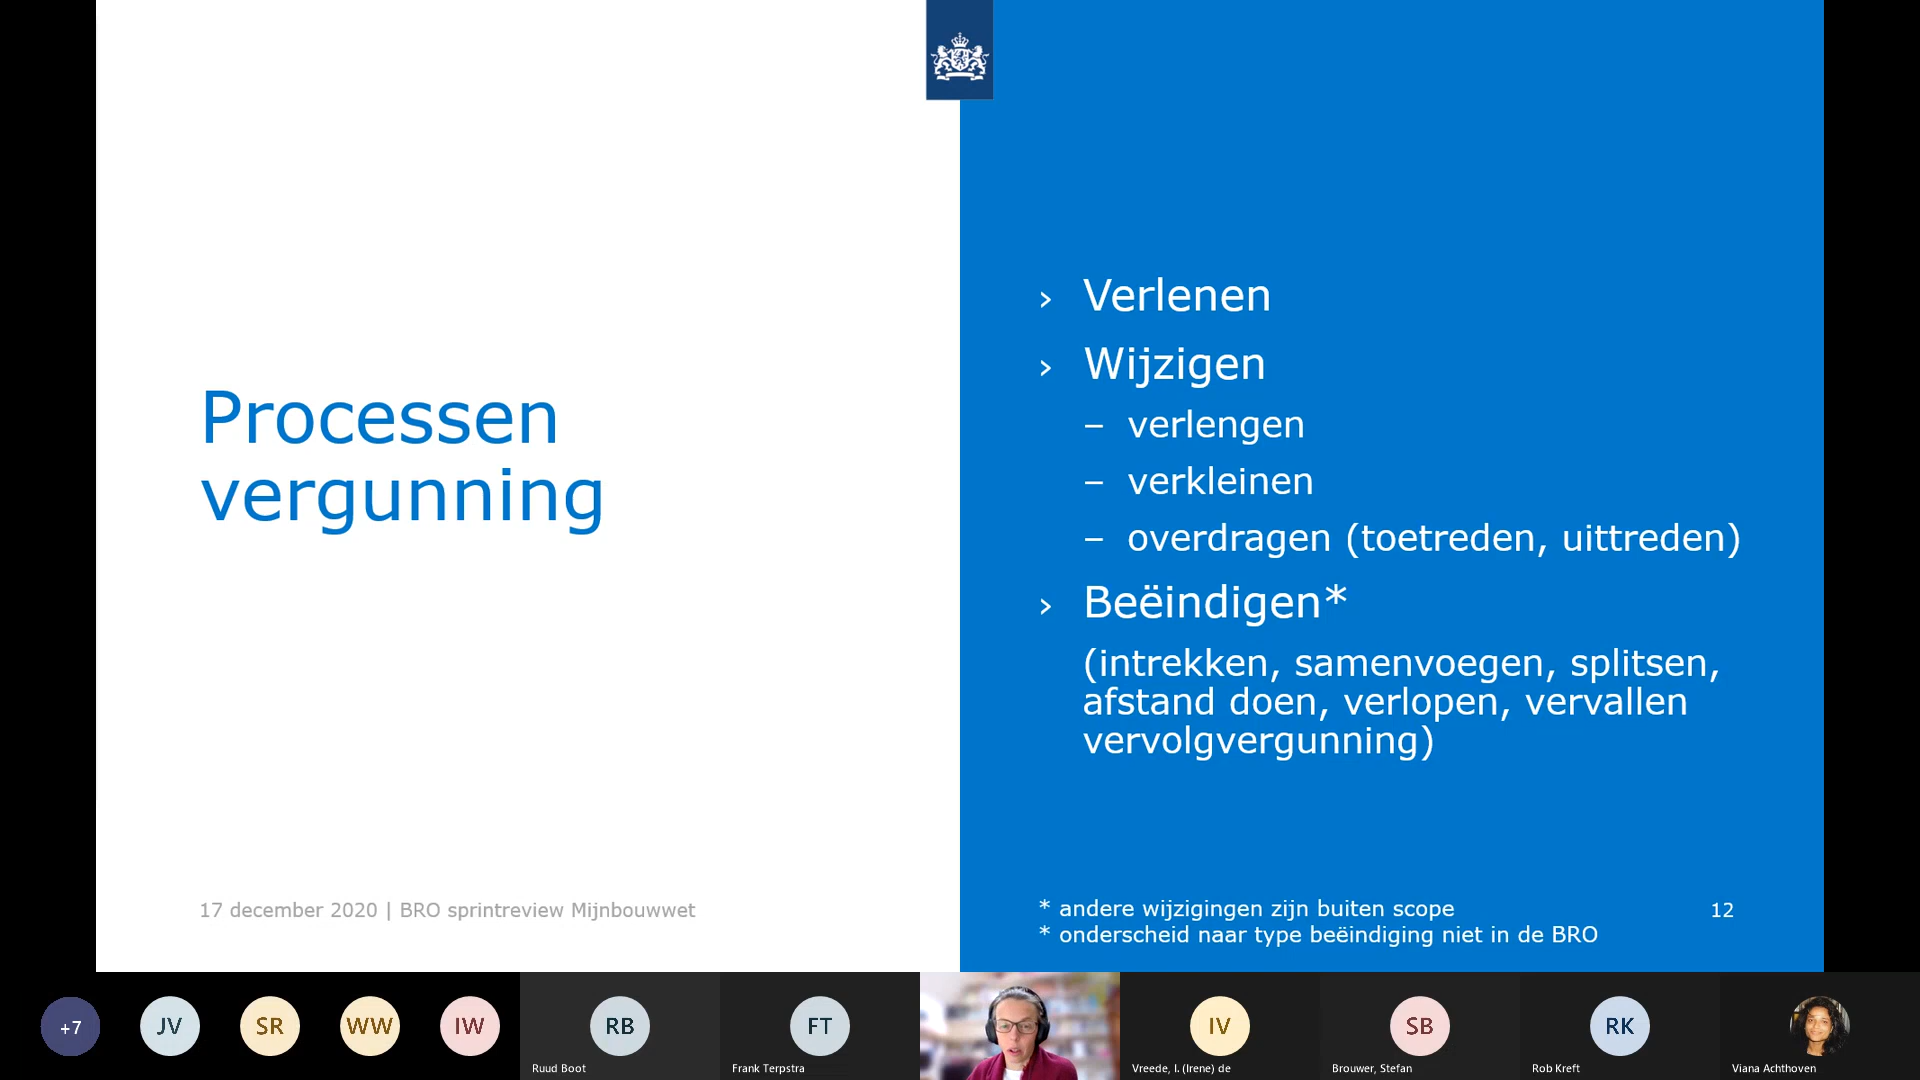 Processen
vergunning
› Verlenen
› Wijzigen
– verlengen
– verkleinen
– overdragen (toetreden, uittreden)
› Beëindigen*
(intrekken, samenvoegen, splitsen,
afstand doen, verlopen, vervallen
vervolgvergunning)
17 december 2020 | BRO sprintreview Mijnbouwwet
* andere wijzigingen zijn buiten scope
* onderscheid naar type beëindiging niet in de BRO
12
+7
JV
SR
WW
IW
RB
Ruud Boot
FT
Frank Terpstra
IV
Vreede, I. (Irene) de
SB
Brouwer, Stefan
RK
Rob Kreft
Viana Achthoven